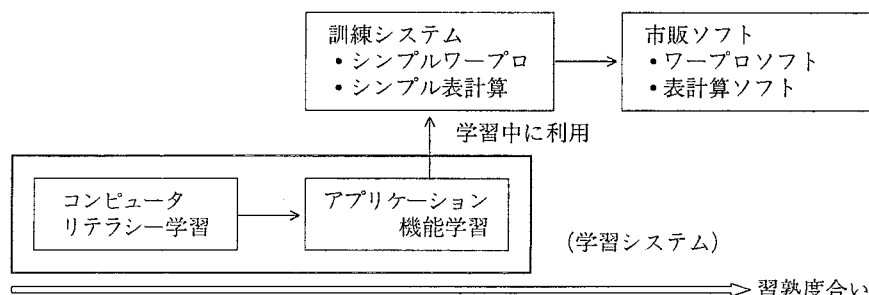 訓練システム
・シンプルワープロ
・シンプル表計算
市販ソフト
・ワープロソフト
・表計算ソフト
学習中に利用
コンピュータ
リテラシー学習
アプリケーション
機能学習
(学習システム)
習熟度合い